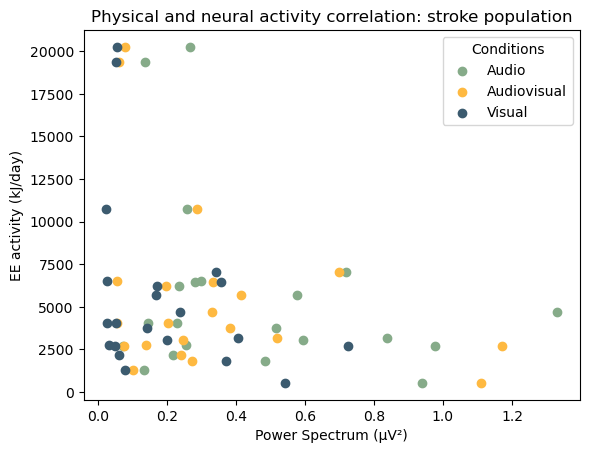 Physical and neural activity correlation: stroke population
Conditions
Audio
Audiovisual
Visual
EE activity (kJ/day)
20000
17500
15000
12500
10000
7500
5000
2500
0
0.0 0.2 0.4 0.6 0.8 1.0 1.2
Power Spectrum (μV²)